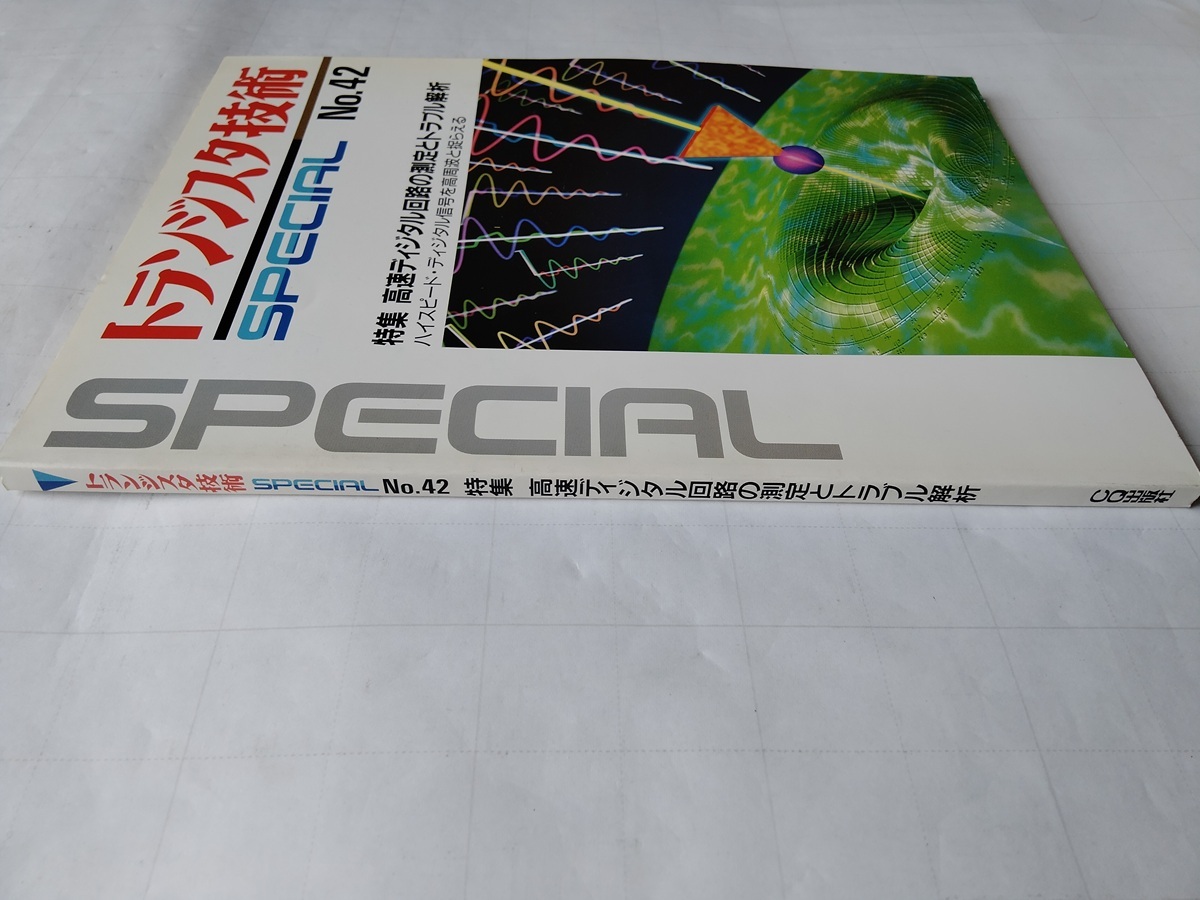 トランジスタ技術
SPECIAL No.42
特集 高速ディジタル回路の測定とトラブル解析
ハイスピード・ディジタル信号を高周波と捉らえる
SPECIAL
トランジスタ技術 SPECIAL No.42 特集 高速ディジタル回路の測定とトラブル解析 CQ出版社